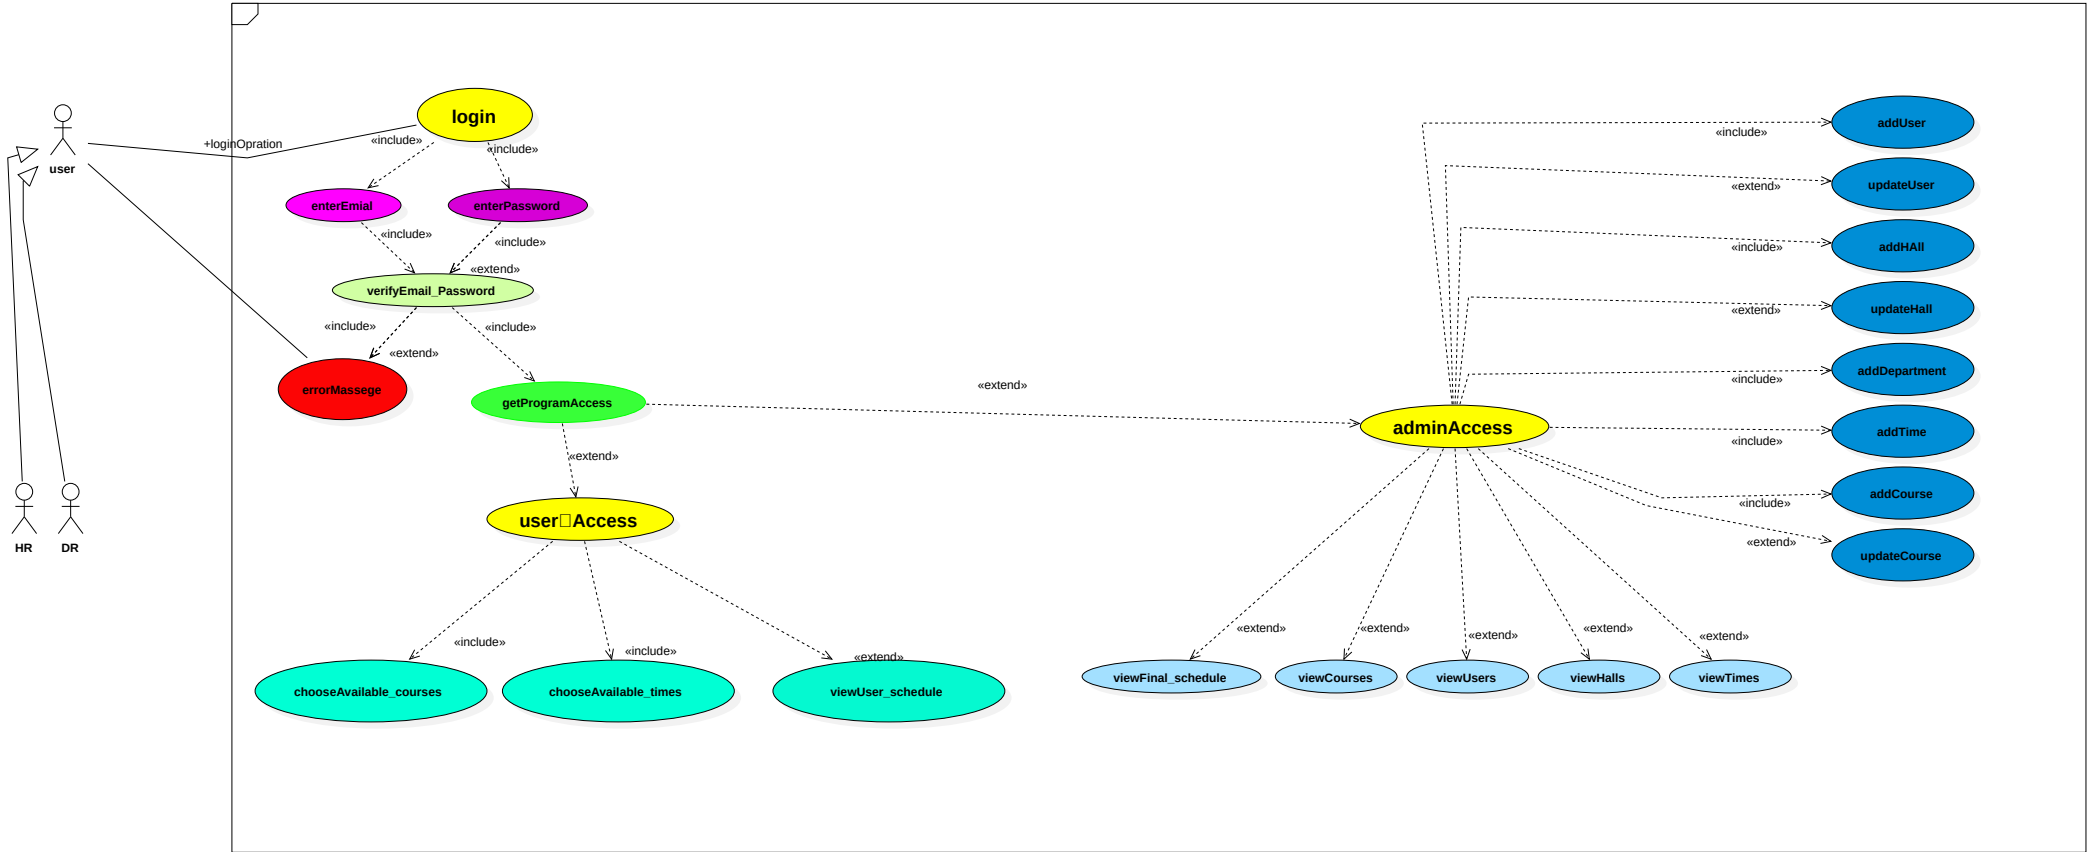 login
+loginOpration
«include»
«include»
user
enterEmial
enterPassword
«include»
«include»
«extend»
verifyEmail_Password
«include»
«include»
«extend»
errorMassege
getProgramAccess
«extend»
«extend»
user□Access
HR
DR
«include»
«include»
«extend»
chooseAvailable_courses
chooseAvailable_times
viewUser_schedule
adminAccess
addUser
«include»
updateUser
«extend»
addHAll
«include»
updateHall
«extend»
addDepartment
«include»
addTime
«include»
addCourse
«include»
updateCourse
«extend»
«extend»
«extend»
«extend»
«extend»
«extend»
viewFinal_schedule
viewCourses
viewUsers
viewHalls
viewTimes